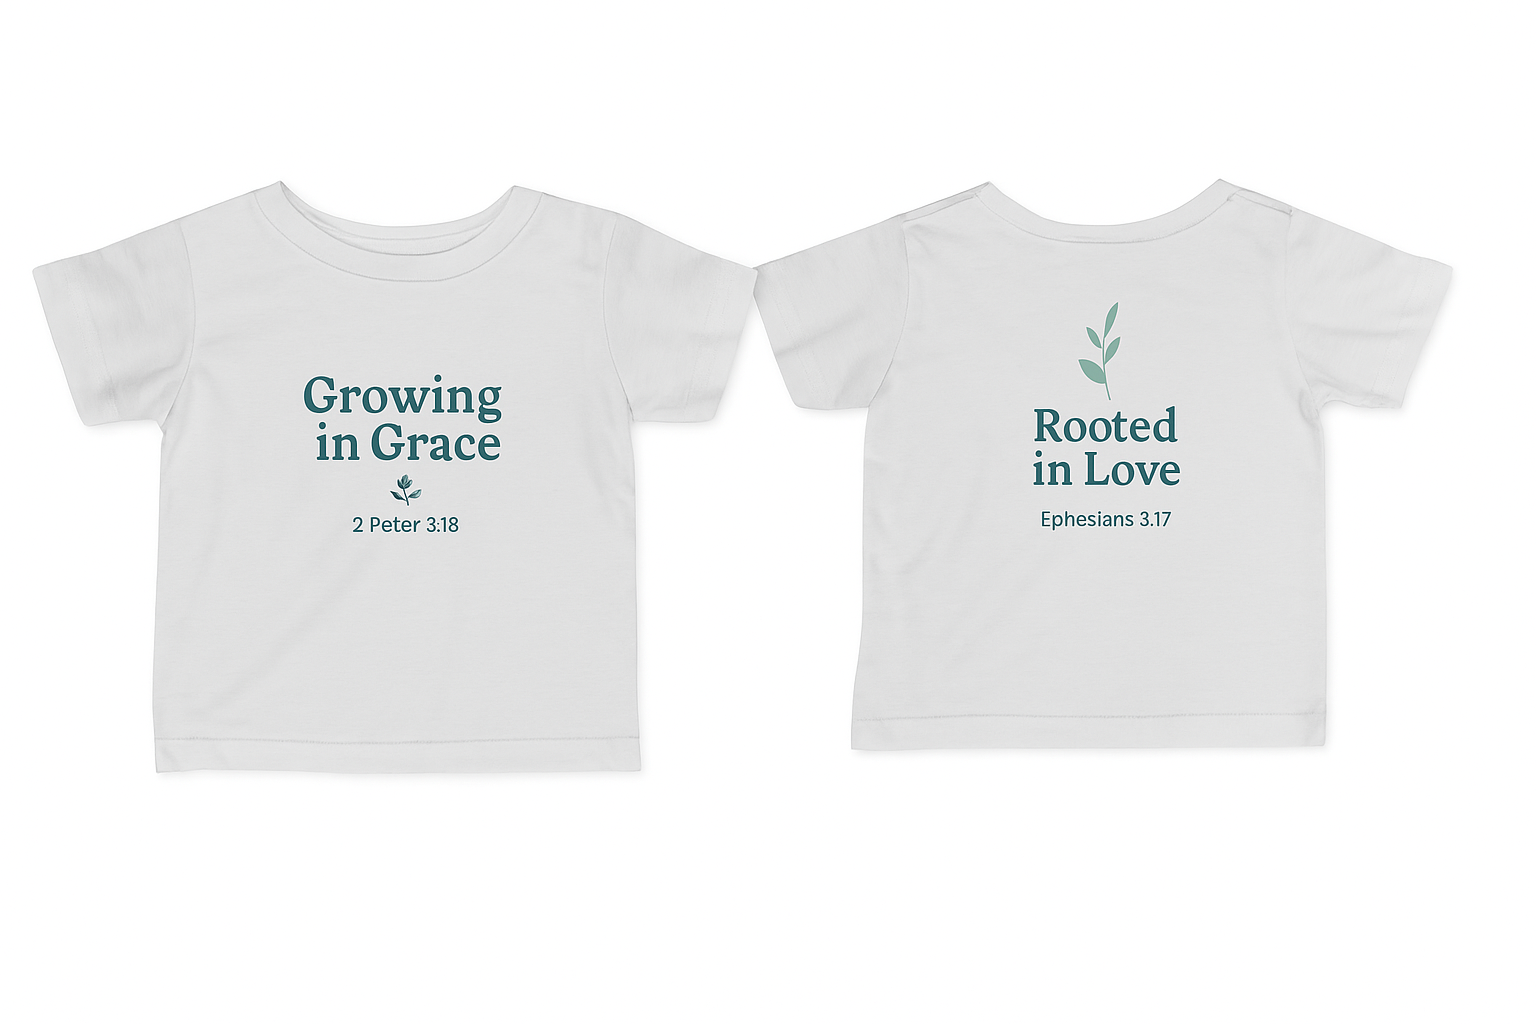 Growing
in Grace
2 Peter 3:18
Rooted
in Love
Ephesians 3.17